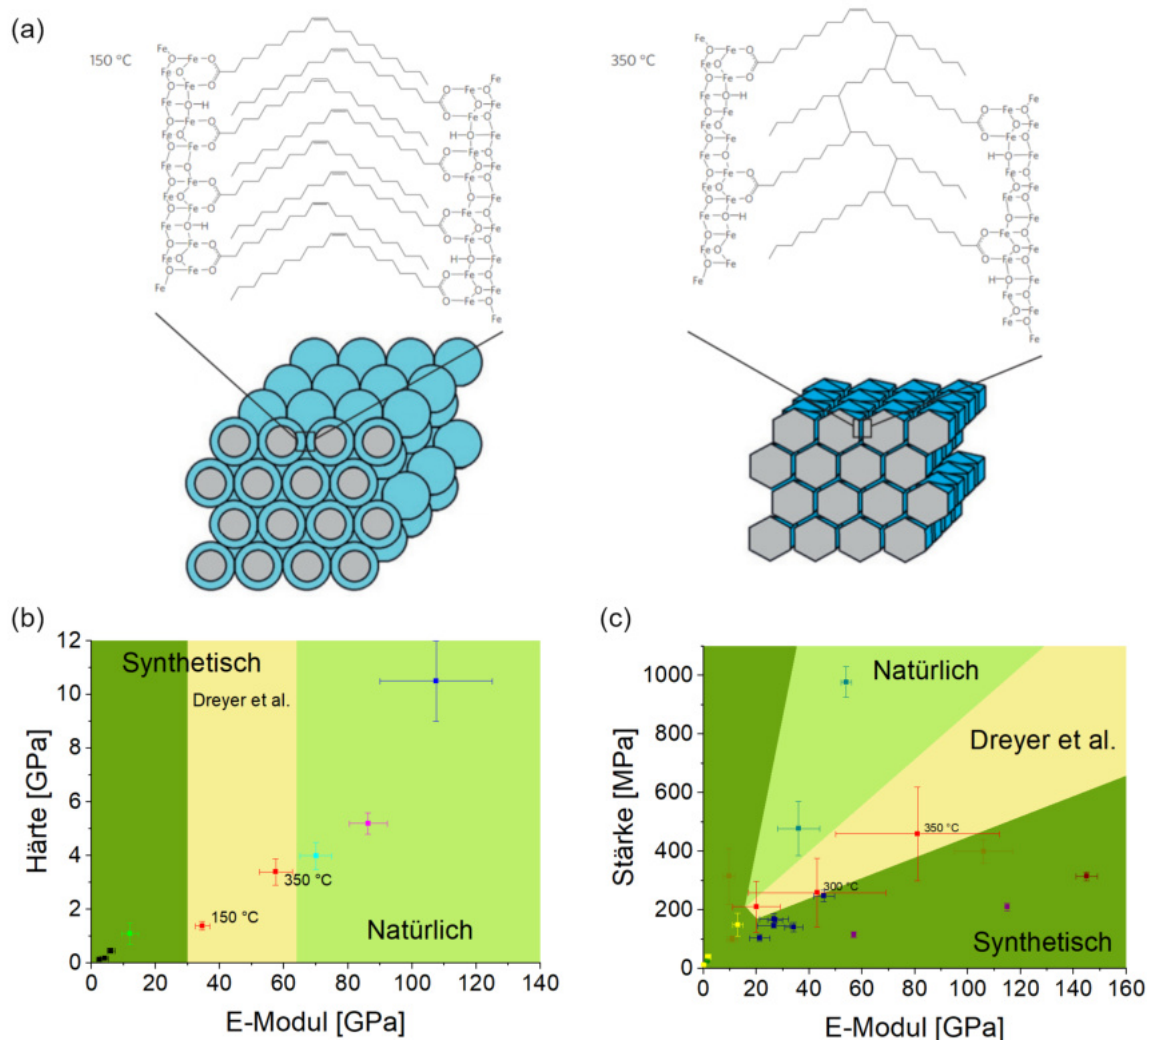 (a)
150 °C
350 °C
(b)
12
10
8
6
4
2
0
Härte [GPa]
Synthetisch
Dreyer et al.
Natürlich
150 °C
350 °C
0 20 40 60 80 100 120 140
E-Modul [GPa]
(c)
1000
800
600
400
200
0
Stärke [MPa]
Natürlich
Dreyer et al.
350 °C
300 °C
Synthetisch
0 20 40 60 80 100 120 140 160
E-Modul [GPa]